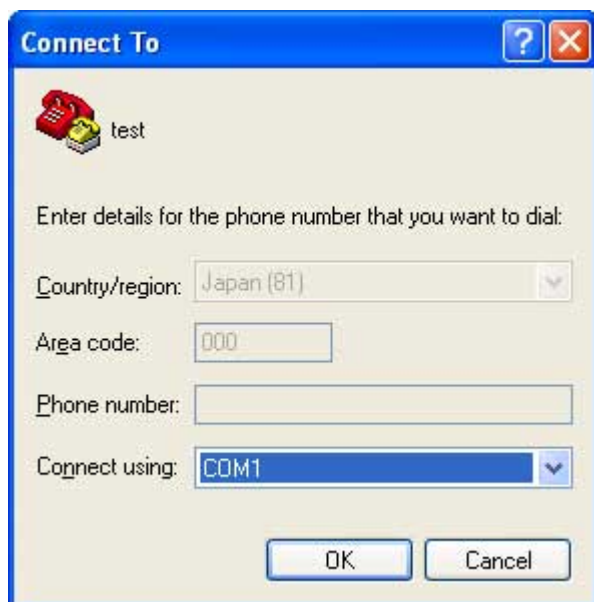 Connect To
test
Enter details for the phone number that you want to dial:
Country/region: Japan (81)
Area code: 000
Phone number:
Connect using: COM1
OK Cancel